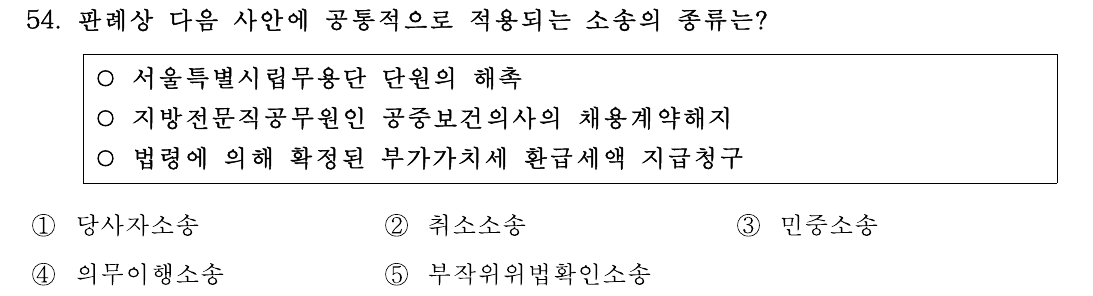 54. 판례상 다음 사안에 공통적으로 적용되는 소송의 종류는?
○ 서울특별시립무용단 단원의 해촉
○ 지방전문직공무원인 공중보건의사의 채용계약해지
○ 법령에 의해 확정된 부가가치세 환급세액 지급청구
① 당사자소송 ② 취소소송 ③ 민중소송
④ 의무이행소송 ⑤ 부작위위법확인소송